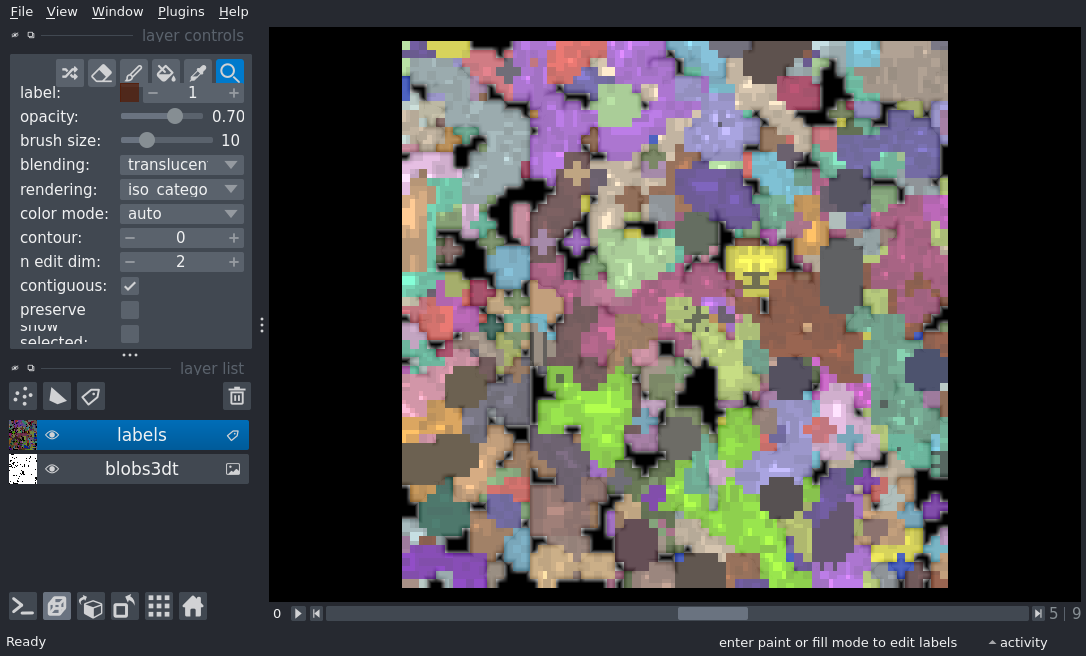 File View Window Plugins Help
layer controls
label: 1
opacity: 0.70
brush size: 10
blending: translucen
rendering: iso_catego
color mode: auto
contour: 0
n edit dim: 2
contiguous:
preserve
show
selected:
layer list
labels
blobs3dt
0 5 | 9
Ready enter paint or fill mode to edit labels activity